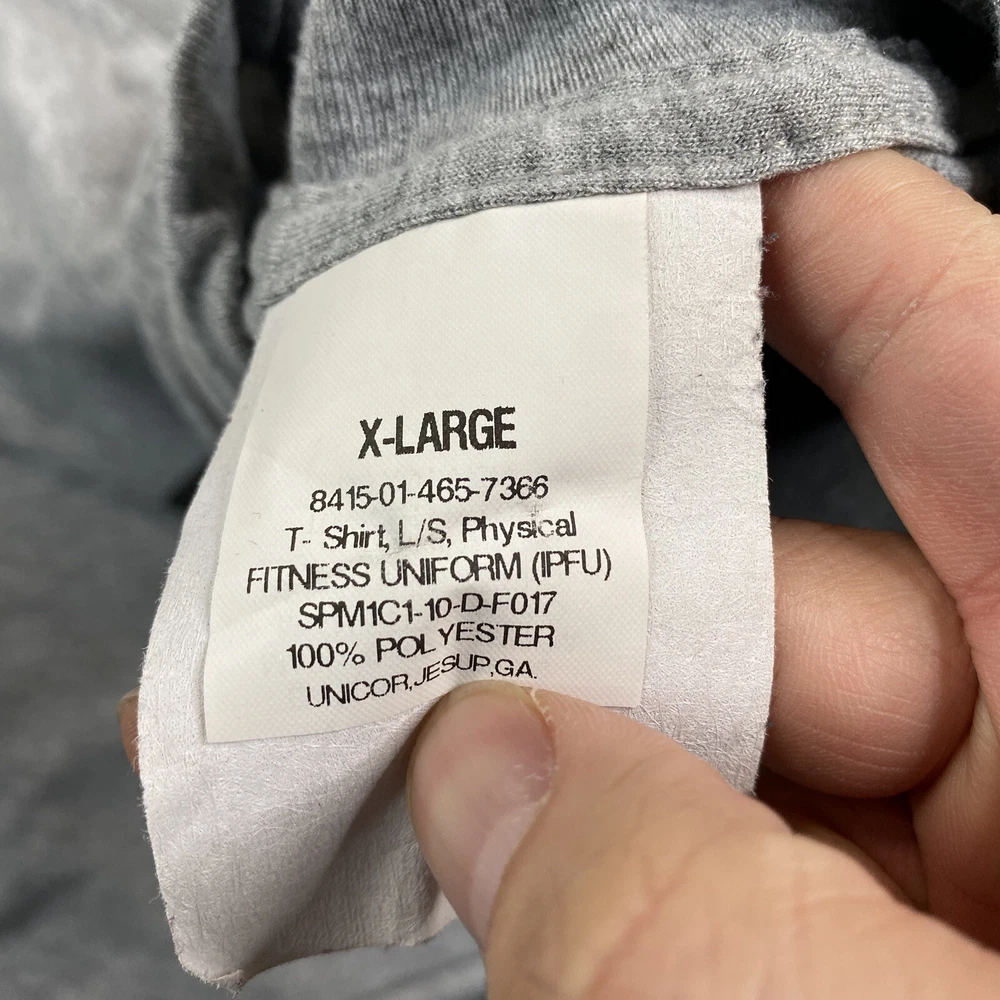 X-LARGE
8415-01-465-7366
T- Shirt, L/S, Physical
FITNESS UNIFORM (IPFU)
SPM1C1-10-D-F017
100% POLYESTER
UNICOR,JESUP,GA.